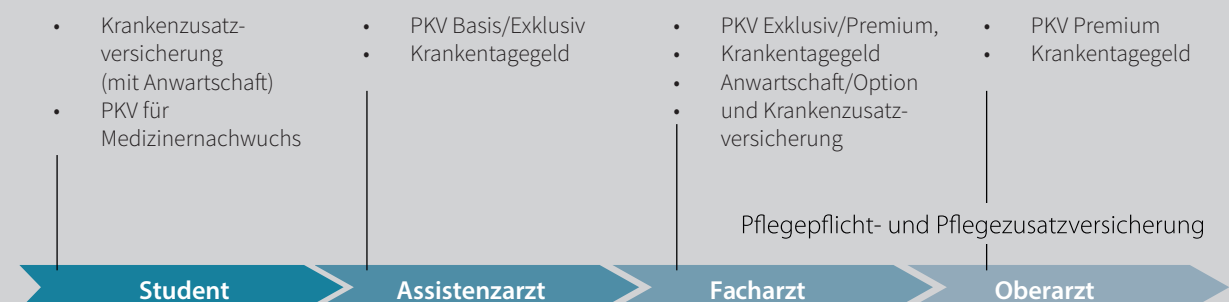 • Krankenzusatz-
versicherung
(mit Anwartschaft)
• PKV für
Medizinernachwuchs
• PKV Basis/Exklusiv
• Krankentagegeld
• PKV Exklusiv/Premium,
• Krankentagegeld
• Anwartschaft/Option
• und Krankenzusatz-
versicherung
• PKV Premium
• Krankentagegeld
Pflegepflicht- und Pflegezusatzversicherung
Student
Assistenzarzt
Facharzt
Oberarzt